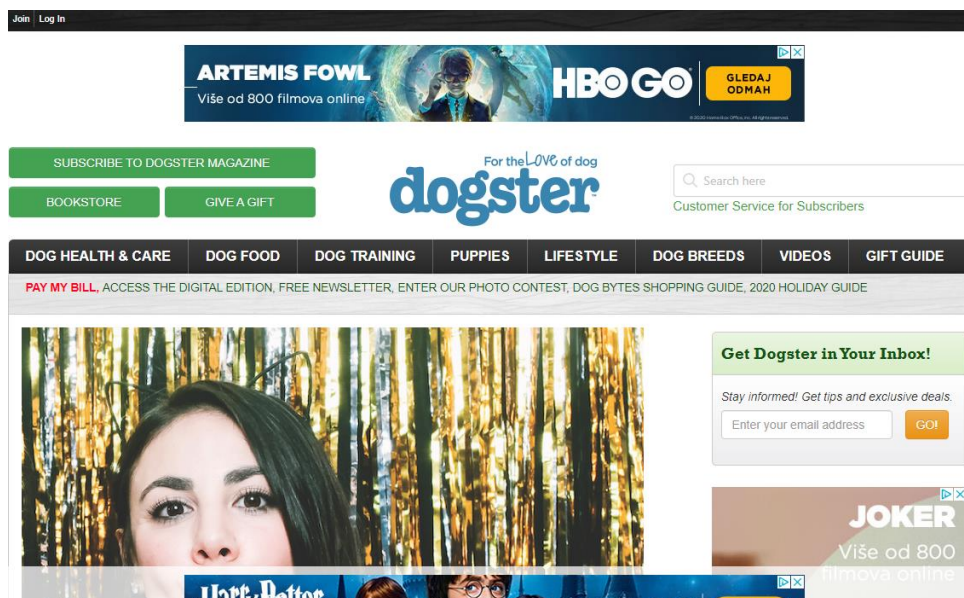 Join Log In
ARTEMIS FOWL
Više od 800 filmova online
HBO GO
GLEDAJ
ODMAH
SUBSCRIBE TO DOGSTER MAGAZINE
BOOKSTORE GIVE A GIFT
For the LOVE of dog
dogster
Search here
Customer Service for Subscribers
DOG HEALTH & CARE DOG FOOD DOG TRAINING PUPPIES LIFESTYLE DOG BREEDS VIDEOS GIFT GUIDE
PAY MY BILL, ACCESS THE DIGITAL EDITION, FREE NEWSLETTER, ENTER OUR PHOTO CONTEST, DOG BYTES SHOPPING GUIDE, 2020 HOLIDAY GUIDE
Get Dogster in Your Inbox!
Stay informed! Get tips and exclusive deals.
Enter your email address GO!
JOKER
Više od 800
filmova online
Harry Potter